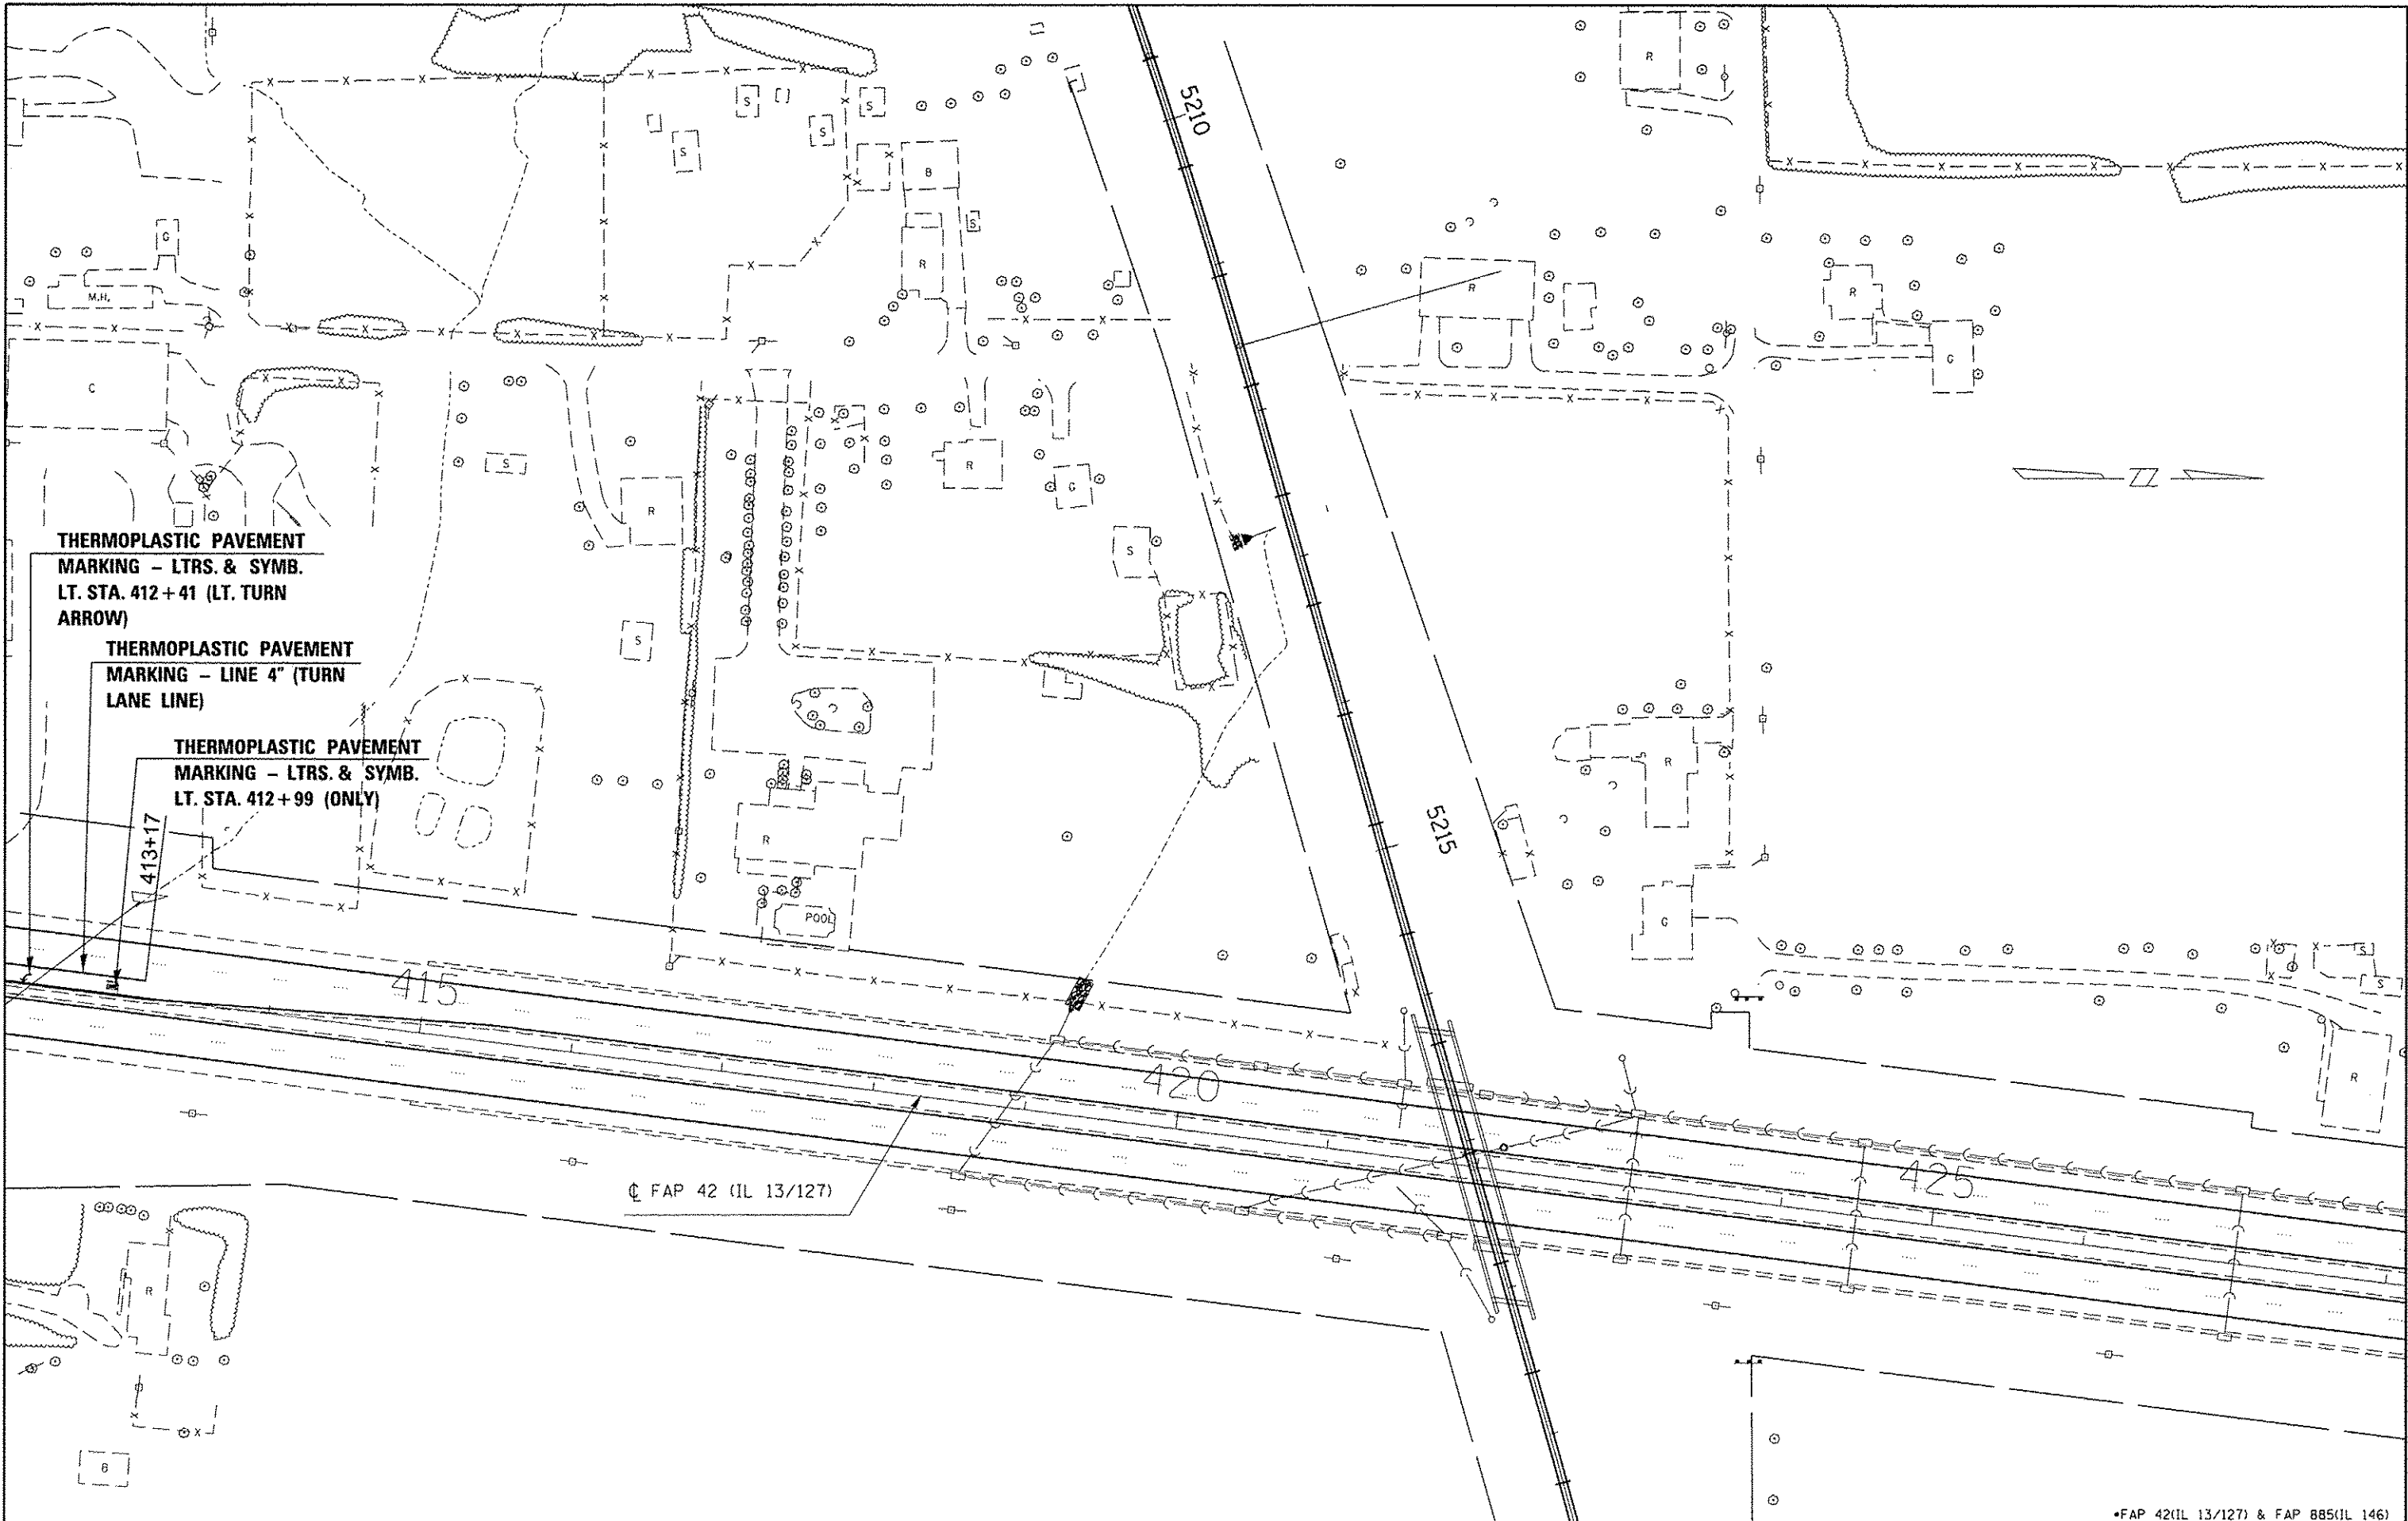 5210
R
S
S
S
S
B
S
G
R
M.H.
R
R
G
C
R
G
S
R
S
THERMOPLASTIC PAVEMENT
MARKING - LTRS. & SYMB.
LT. STA. 412+41 (LT. TURN
ARROW)
S
THERMOPLASTIC PAVEMENT
MARKING - LINE 4" (TURN
LANE LINE)
THERMOPLASTIC PAVEMENT
MARKING - LTRS. & SYMB.
LT. STA. 412+99 (ONLY)
413+17
R
R
5215
POOL
G
S
S
415
420
R
425
℄ FAP 42 (IL 13/127)
R
B
•FAP 42(IL 13/127) & FAP 885(IL 146)